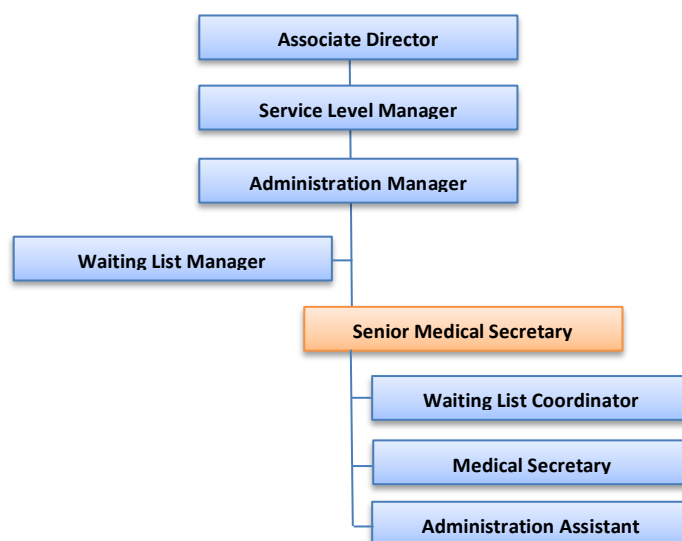 Associate Director
Service Level Manager
Administration Manager
Waiting List Manager
Senior Medical Secretary
Waiting List Coordinator
Medical Secretary
Administration Assistant